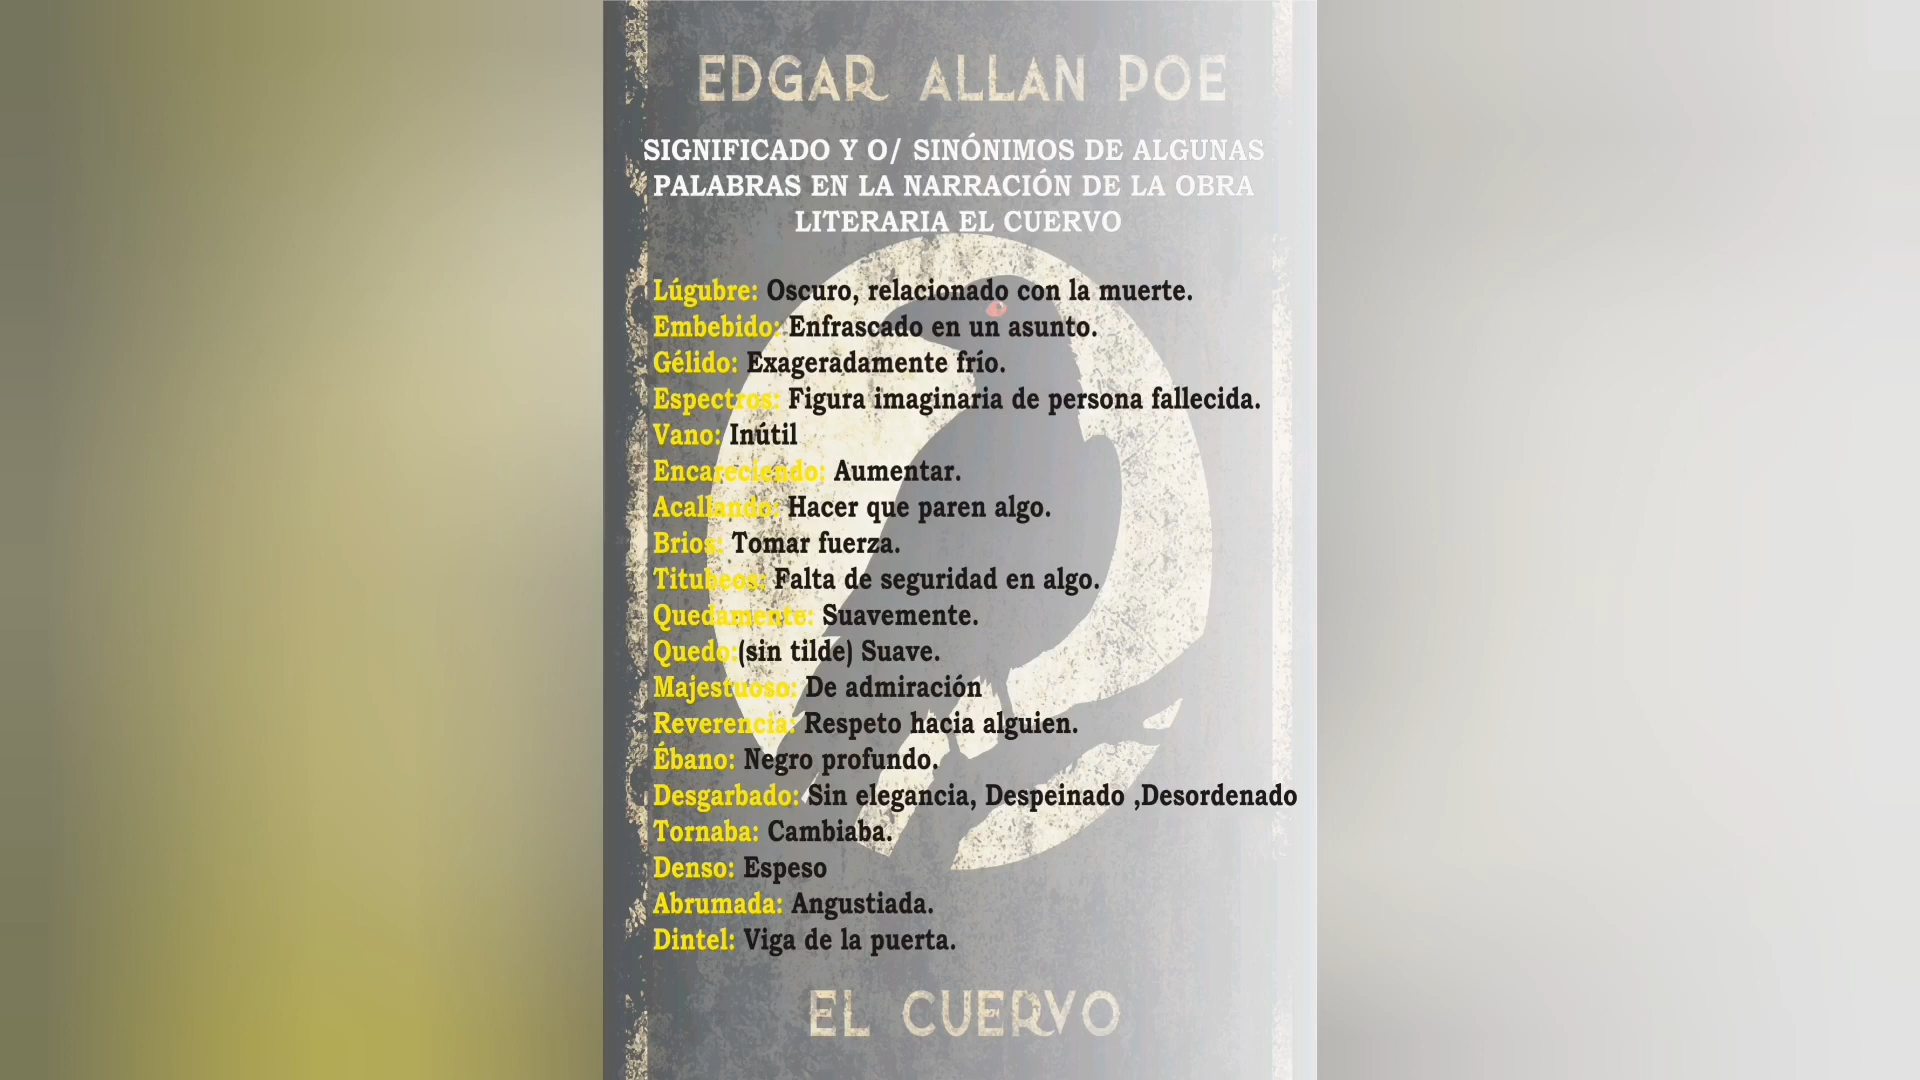 EDGAR ALLAN POE
SIGNIFICADO Y O/ SINÓNIMOS DE ALGUNAS
PALABRAS EN LA NARRACIÓN DE LA OBRA
LITERARIA EL CUERVO
Lúgubre: Oscuro, relacionado con la muerte.
Embebido: Enfrascado en un asunto.
Gélido: Exageradamente frío.
Espectros: Figura imaginaria de persona fallecida.
Vano: Inútil
Encareciendo: Aumentar.
Acallando: Hacer que paren algo.
Brios: Tomar fuerza.
Titubeos: Falta de seguridad en algo.
Quedamente: Suavemente.
Quedo:(sin tilde) Suave.
Majestuoso: De admiración
Reverencia: Respeto hacia alguien.
Ébano: Negro profundo.
Desgarbado: Sin elegancia, Despeinado ,Desordenado
Tornaba: Cambiaba.
Denso: Espeso
Abrumada: Angustiada.
Dintel: Viga de la puerta.
EL CUERVO